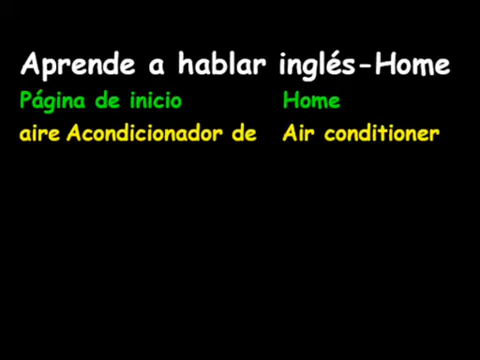 Aprende a hablar inglés-Home
Página de inicio Home
aire Acondicionador de Air conditioner